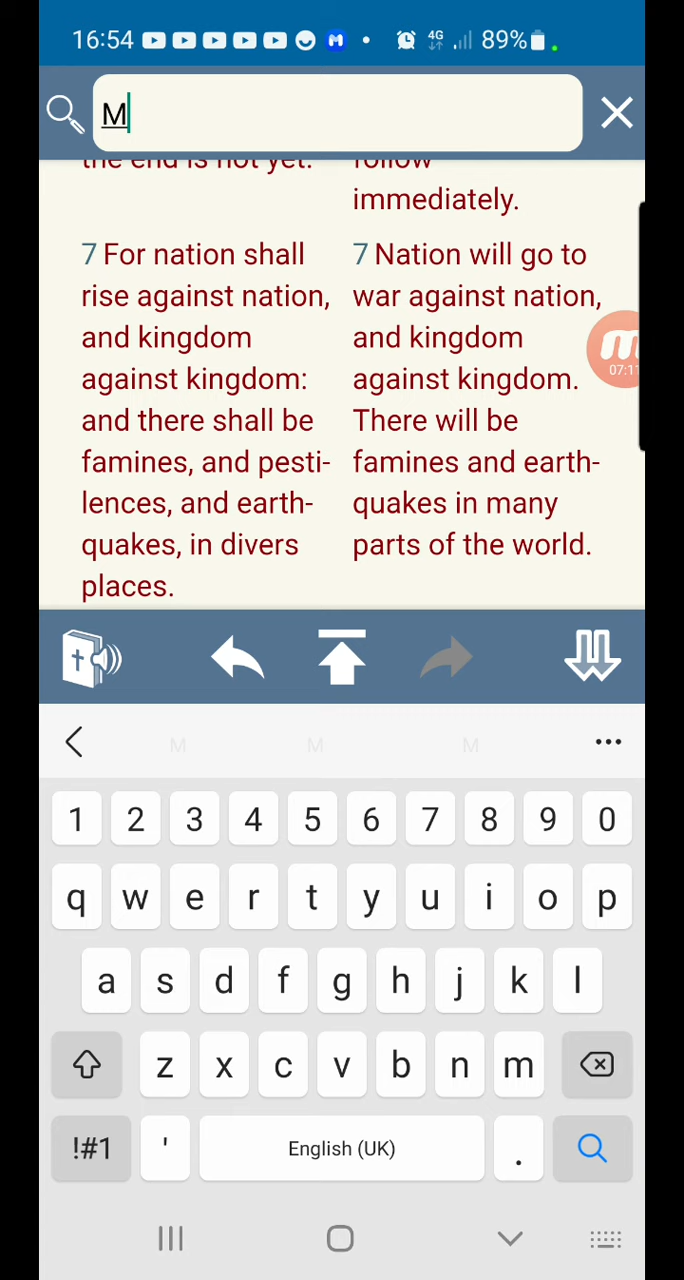 16:54 4G 89%
M
the end is not yet.
7 For nation shall
rise against nation,
and kingdom
against kingdom:
and there shall be
famines, and pesti-
lences, and earth-
quakes, in divers
places.
follow
immediately.
7 Nation will go to
war against nation,
and kingdom
against kingdom.
There will be
famines and earth-
quakes in many
parts of the world.
m
07:11
M M M
1 2 3 4 5 6 7 8 9 0
q w e r t y u i o p
a s d f g h j k l
z x c v b n m
!#1 ' English (UK) .